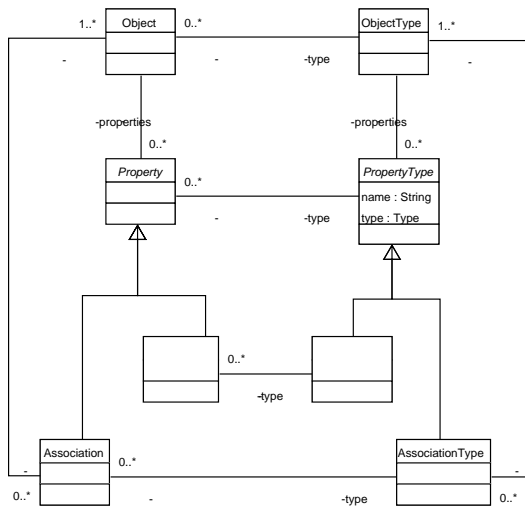 Object
ObjectType
1..*
0..*
1..*
-
-
-type
-
-properties
-properties
0..*
0..*
Property
PropertyType
0..*
name : String
-
-type
type : Type
0..*
-type
Association
AssociationType
0..*
-
-
0..*
-
-type
0..*